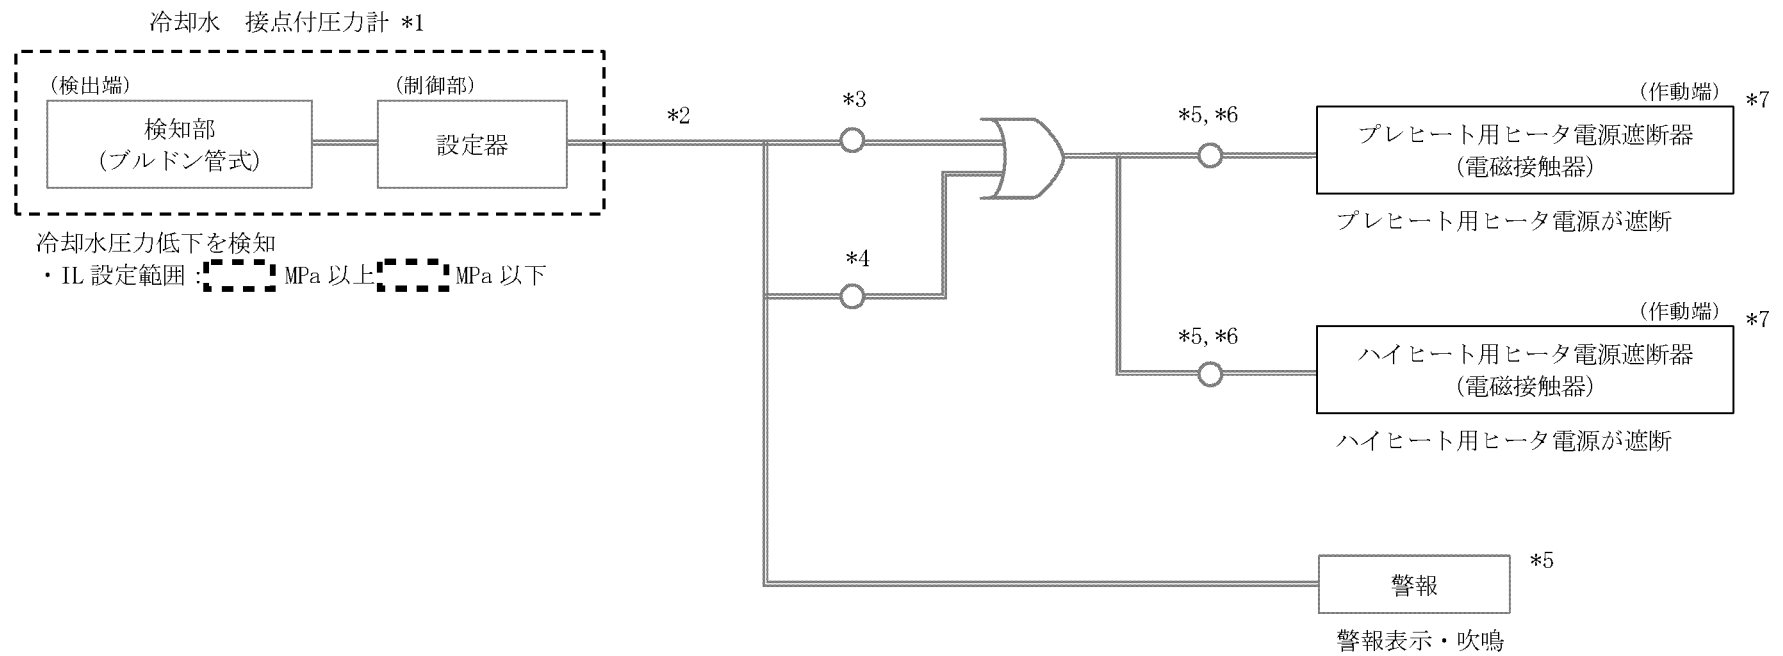 冷却水　接点付圧力計 *1
(検出端)
検知部
(ブルドン管式)
(制御部)
設定器
冷却水圧力低下を検知
・IL 設定範囲： MPa 以上 MPa 以下
*2
*3
*4
*5,*6
(作動端)
*7
プレヒート用ヒータ電源遮断器
(電磁接触器)
プレヒート用ヒータ電源が遮断
*5,*6
(作動端)
*7
ハイヒート用ヒータ電源遮断器
(電磁接触器)
ハイヒート用ヒータ電源が遮断
*5
警報
警報表示・吹鳴